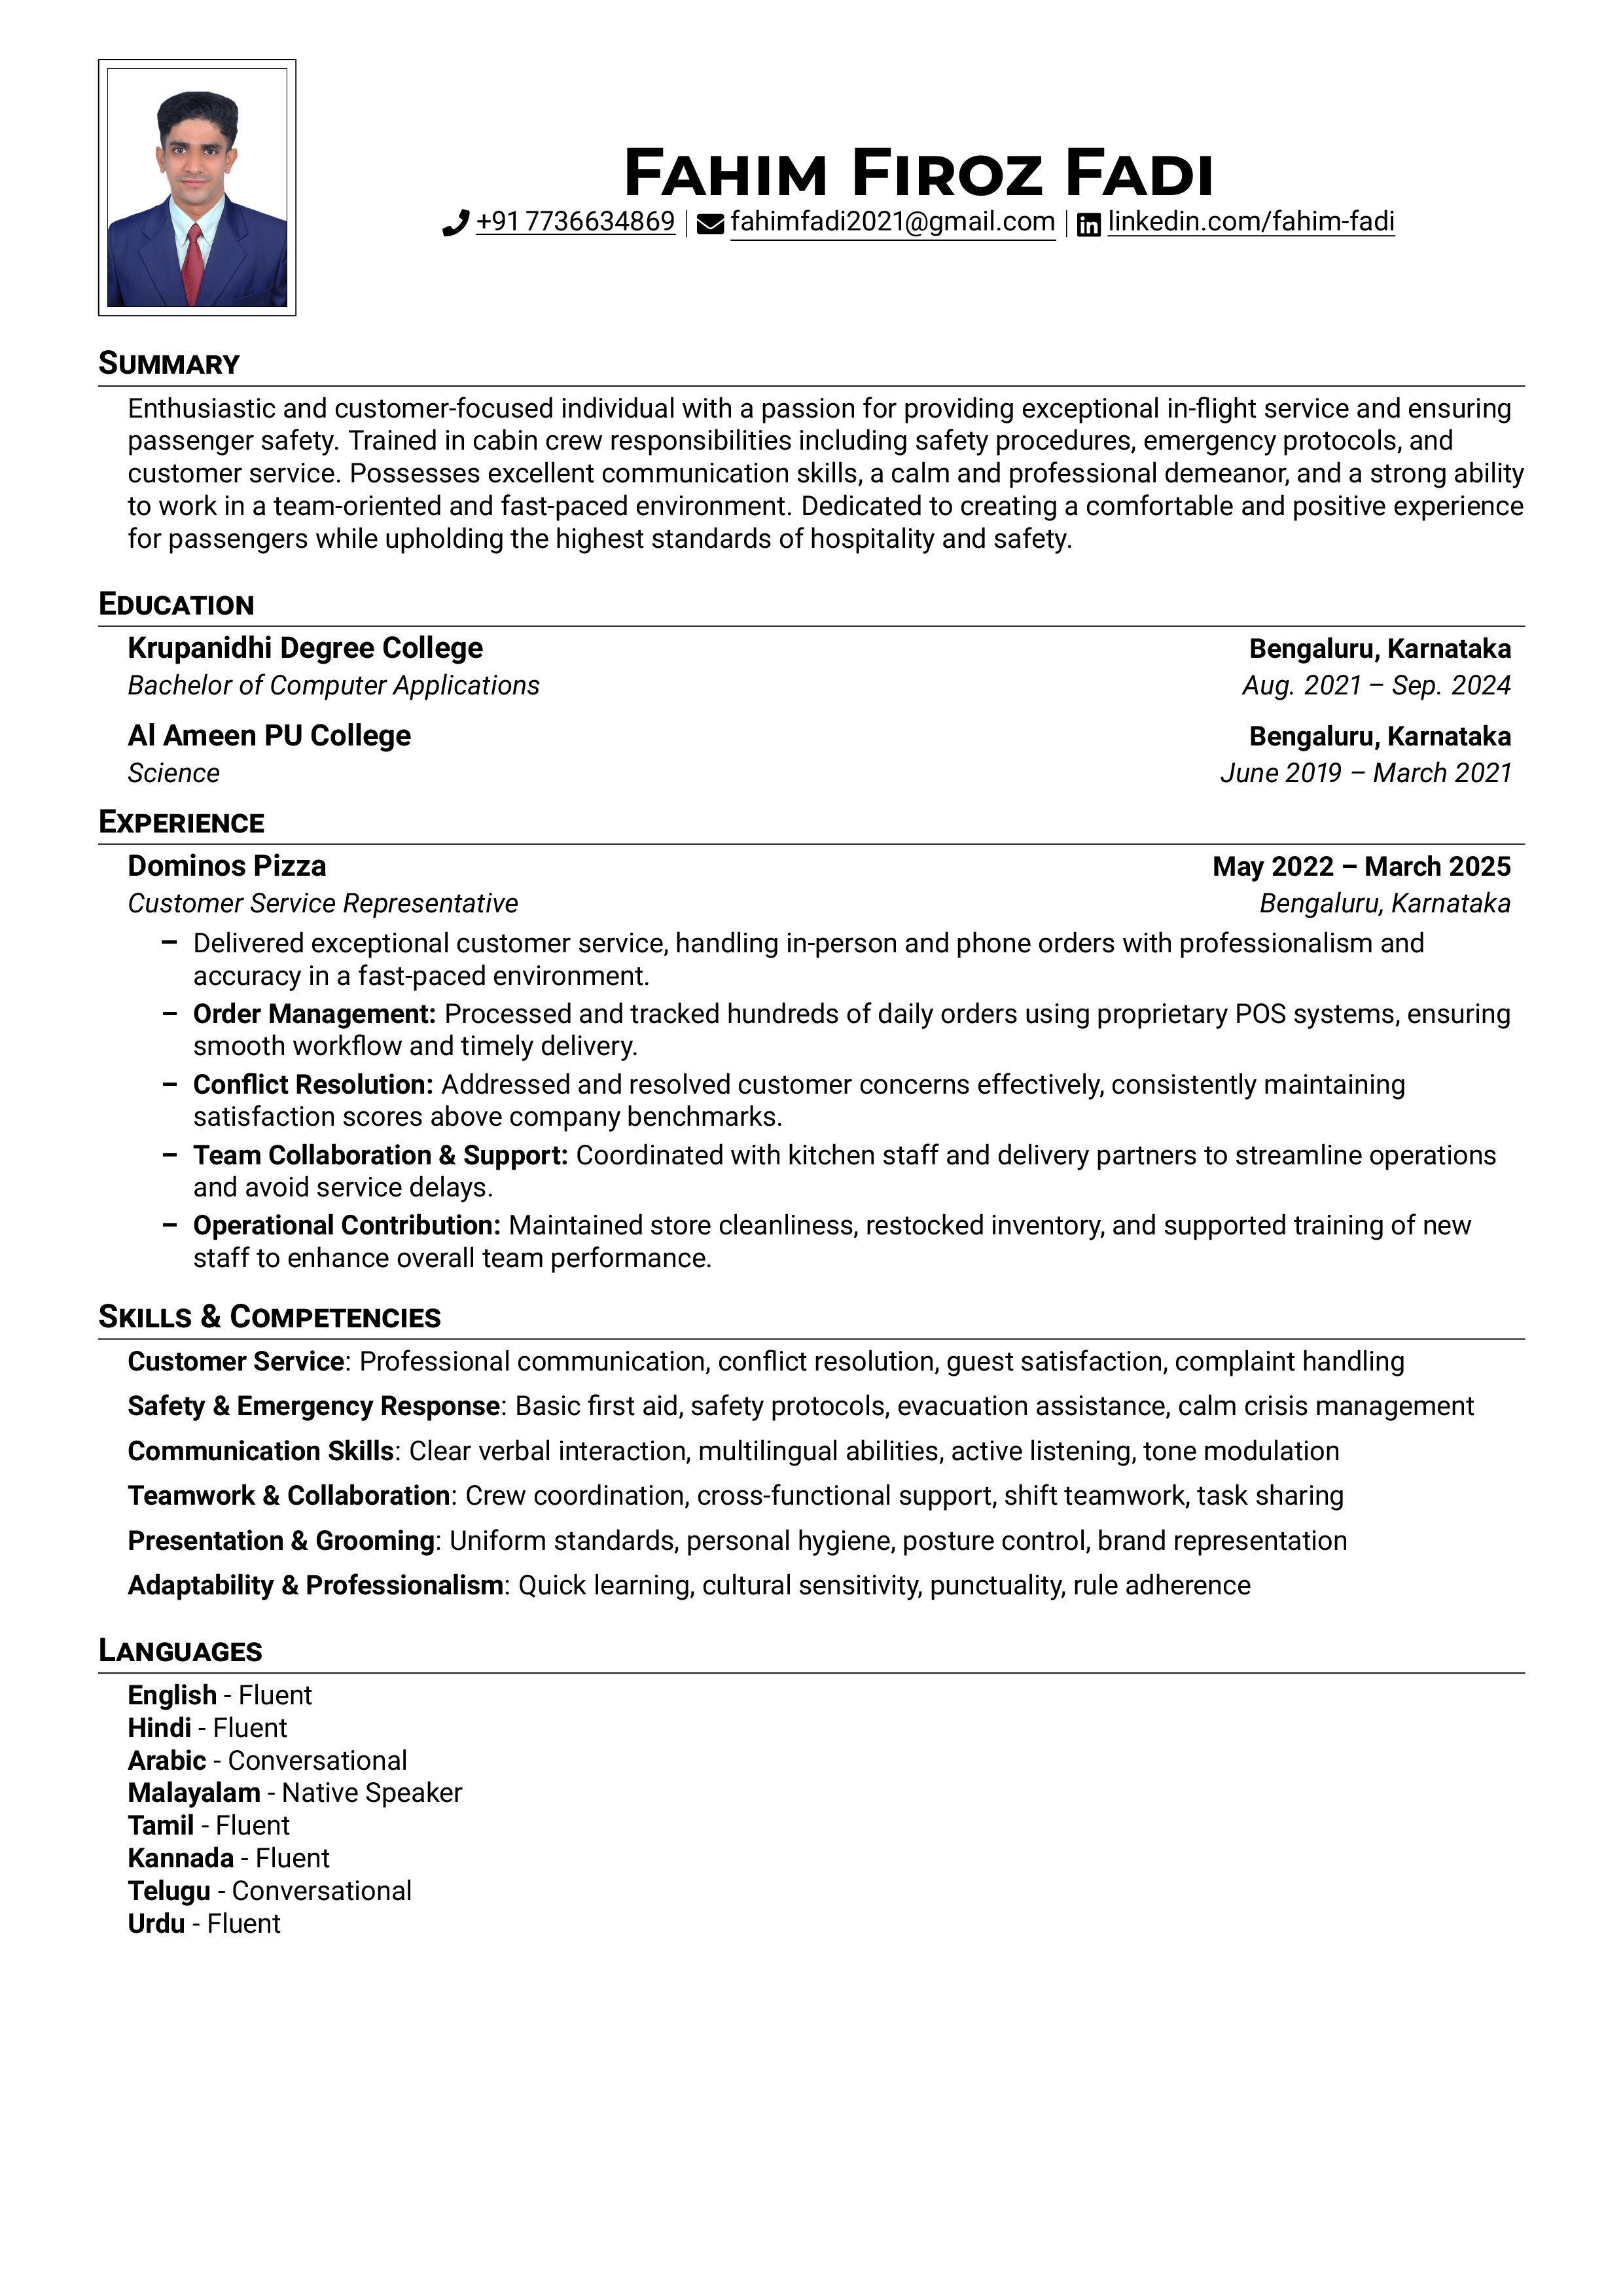 Fahim Firoz Fadi
+91 7736634869 | fahimfadi2021@gmail.com | linkedin.com/fahim-fadi
Summary
Enthusiastic and customer-focused individual with a passion for providing exceptional in-flight service and ensuring
passenger safety. Trained in cabin crew responsibilities including safety procedures, emergency protocols, and
customer service. Possesses excellent communication skills, a calm and professional demeanor, and a strong ability
to work in a team-oriented and fast-paced environment. Dedicated to creating a comfortable and positive experience
for passengers while upholding the highest standards of hospitality and safety.
Education
Krupanidhi Degree College Bengaluru, Karnataka
Bachelor of Computer Applications Aug. 2021 – Sep. 2024
Al Ameen PU College Bengaluru, Karnataka
Science June 2019 – March 2021
Experience
Dominos Pizza May 2022 – March 2025
Customer Service Representative Bengaluru, Karnataka
– Delivered exceptional customer service, handling in-person and phone orders with professionalism and
accuracy in a fast-paced environment.
– Order Management: Processed and tracked hundreds of daily orders using proprietary POS systems, ensuring
smooth workflow and timely delivery.
– Conflict Resolution: Addressed and resolved customer concerns effectively, consistently maintaining
satisfaction scores above company benchmarks.
– Team Collaboration & Support: Coordinated with kitchen staff and delivery partners to streamline operations
and avoid service delays.
– Operational Contribution: Maintained store cleanliness, restocked inventory, and supported training of new
staff to enhance overall team performance.
Skills & Competencies
Customer Service: Professional communication, conflict resolution, guest satisfaction, complaint handling
Safety & Emergency Response: Basic first aid, safety protocols, evacuation assistance, calm crisis management
Communication Skills: Clear verbal interaction, multilingual abilities, active listening, tone modulation
Teamwork & Collaboration: Crew coordination, cross-functional support, shift teamwork, task sharing
Presentation & Grooming: Uniform standards, personal hygiene, posture control, brand representation
Adaptability & Professionalism: Quick learning, cultural sensitivity, punctuality, rule adherence
Languages
English - Fluent
Hindi - Fluent
Arabic - Conversational
Malayalam - Native Speaker
Tamil - Fluent
Kannada - Fluent
Telugu - Conversational
Urdu - Fluent